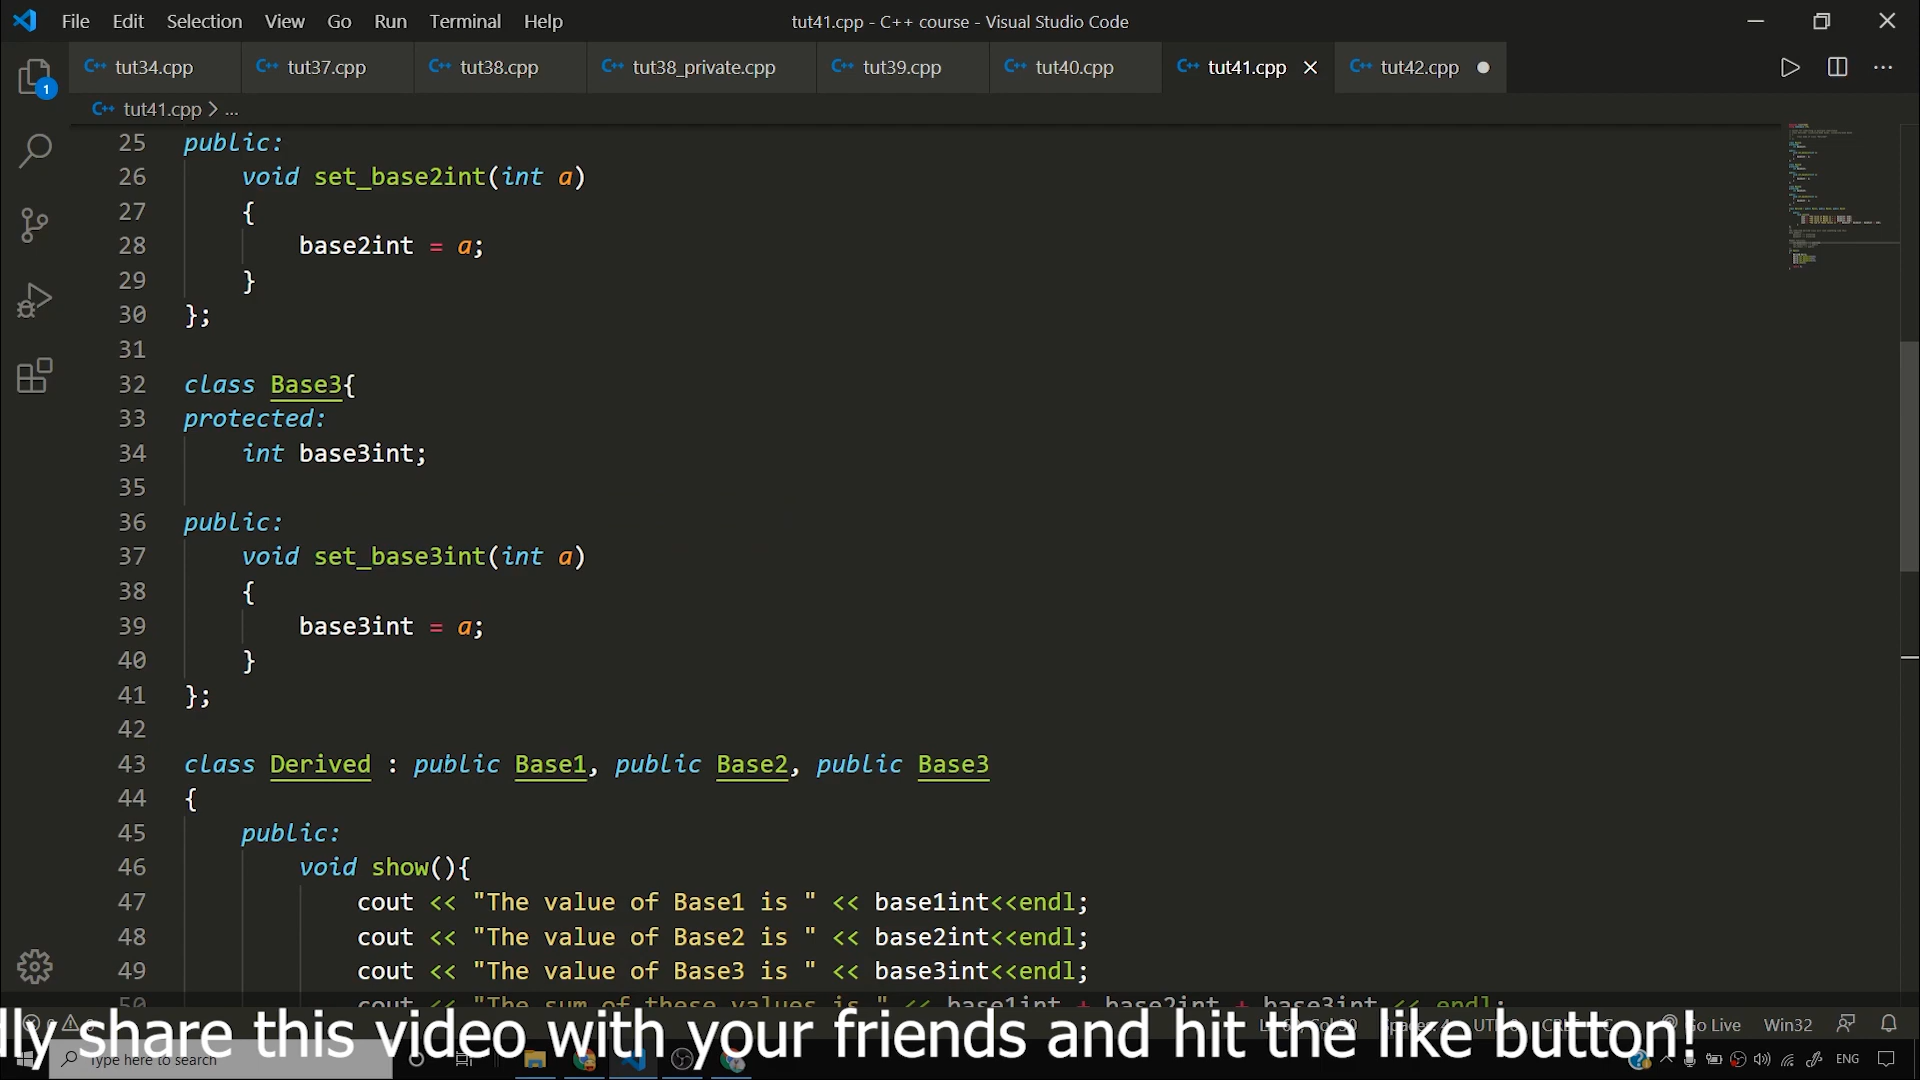 File Edit Selection View Go Run Terminal Help
tut41.cpp - C++ course - Visual Studio Code
tut34.cpp tut37.cpp tut38.cpp tut38_private.cpp tut39.cpp tut40.cpp tut41.cpp tut42.cpp
1
tut41.cpp > ...
25 public:
26 void set_base2int(int a)
27 {
28 base2int = a;
29 }
30 };
31
32 class Base3{
33 protected:
34 int base3int;
35
36 public:
37 void set_base3int(int a)
38 {
39 base3int = a;
40 }
41 };
42
43 class Derived : public Base1, public Base2, public Base3
44 {
45 public:
46 void show(){
47 cout << "The value of Base1 is " << base1int<<endl;
48 cout << "The value of Base2 is " << base2int<<endl;
49 cout << "The value of Base3 is " << base3int<<endl;
50 cout << "The sum of these values is " << base1int + base2int + base3int << endl;
dly share this video with your friends and hit the like button!
Go Live Win32
Type here to search
ENG